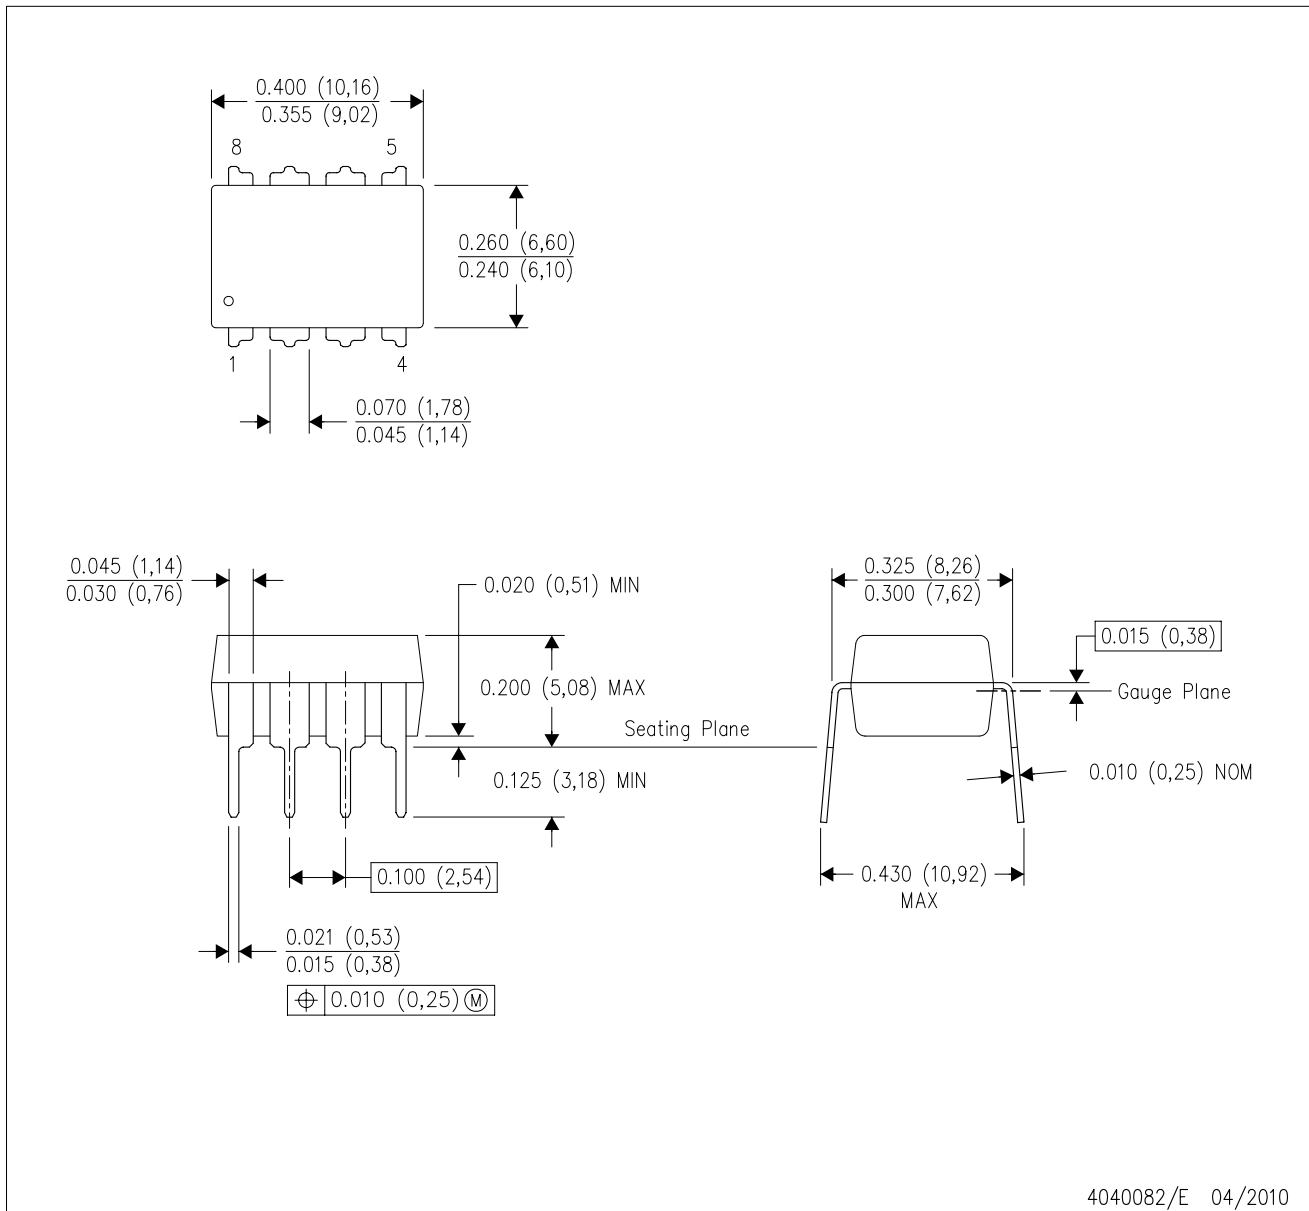 0.400 (10,16)
0.355 (9,02)
8
5
0.260 (6,60)
0.240 (6,10)
1
4
0.070 (1,78)
0.045 (1,14)
0.045 (1,14)
0.030 (0,76)
0.020 (0,51) MIN
0.325 (8,26)
0.300 (7,62)
0.015 (0,38)
0.200 (5,08) MAX
Gauge Plane
Seating Plane
0.125 (3,18) MIN
0.010 (0,25) NOM
0.100 (2,54)
0.430 (10,92)
MAX
0.021 (0,53)
0.015 (0,38)
⌖ 0.010 (0,25) Ⓜ
4040082/E 04/2010